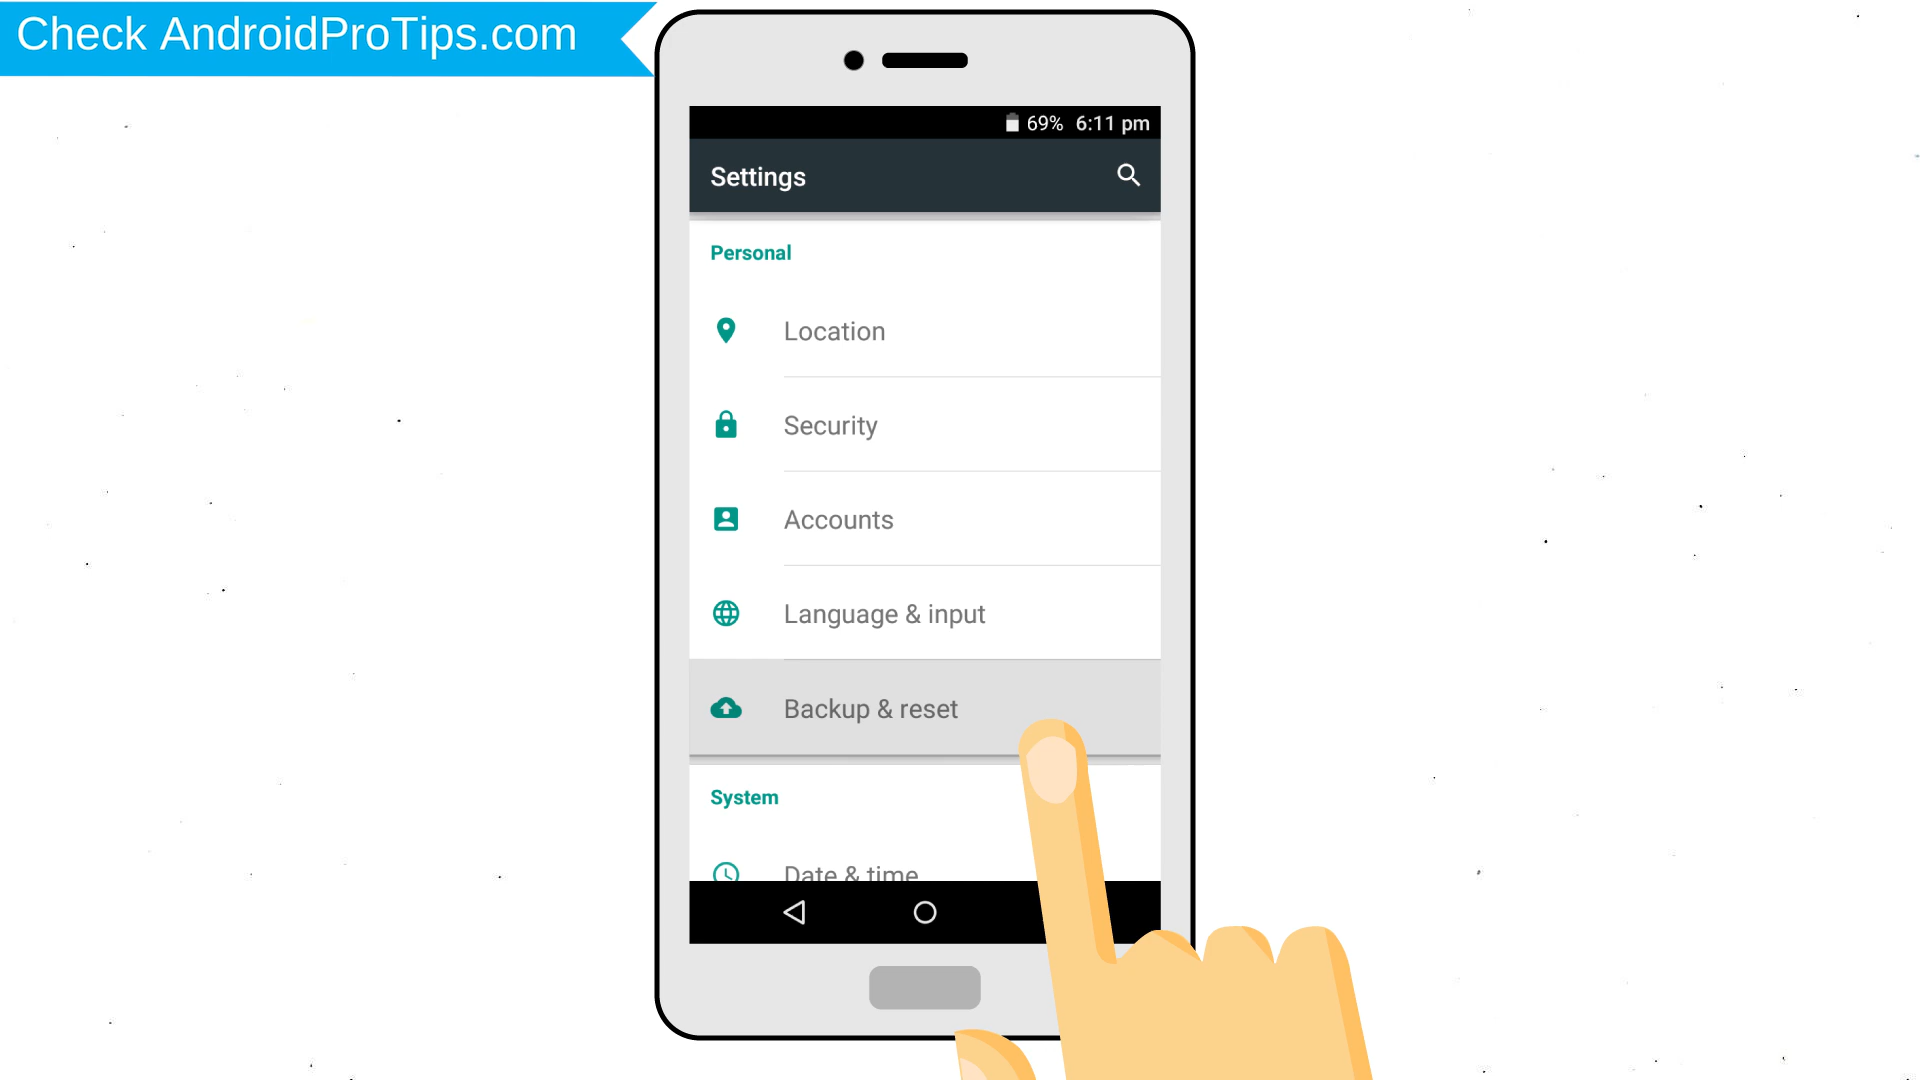 Check AndroidProTips.com
69% 6:11 pm
Settings
Personal
Location
Security
Accounts
Language & input
Backup & reset
System
Date & time